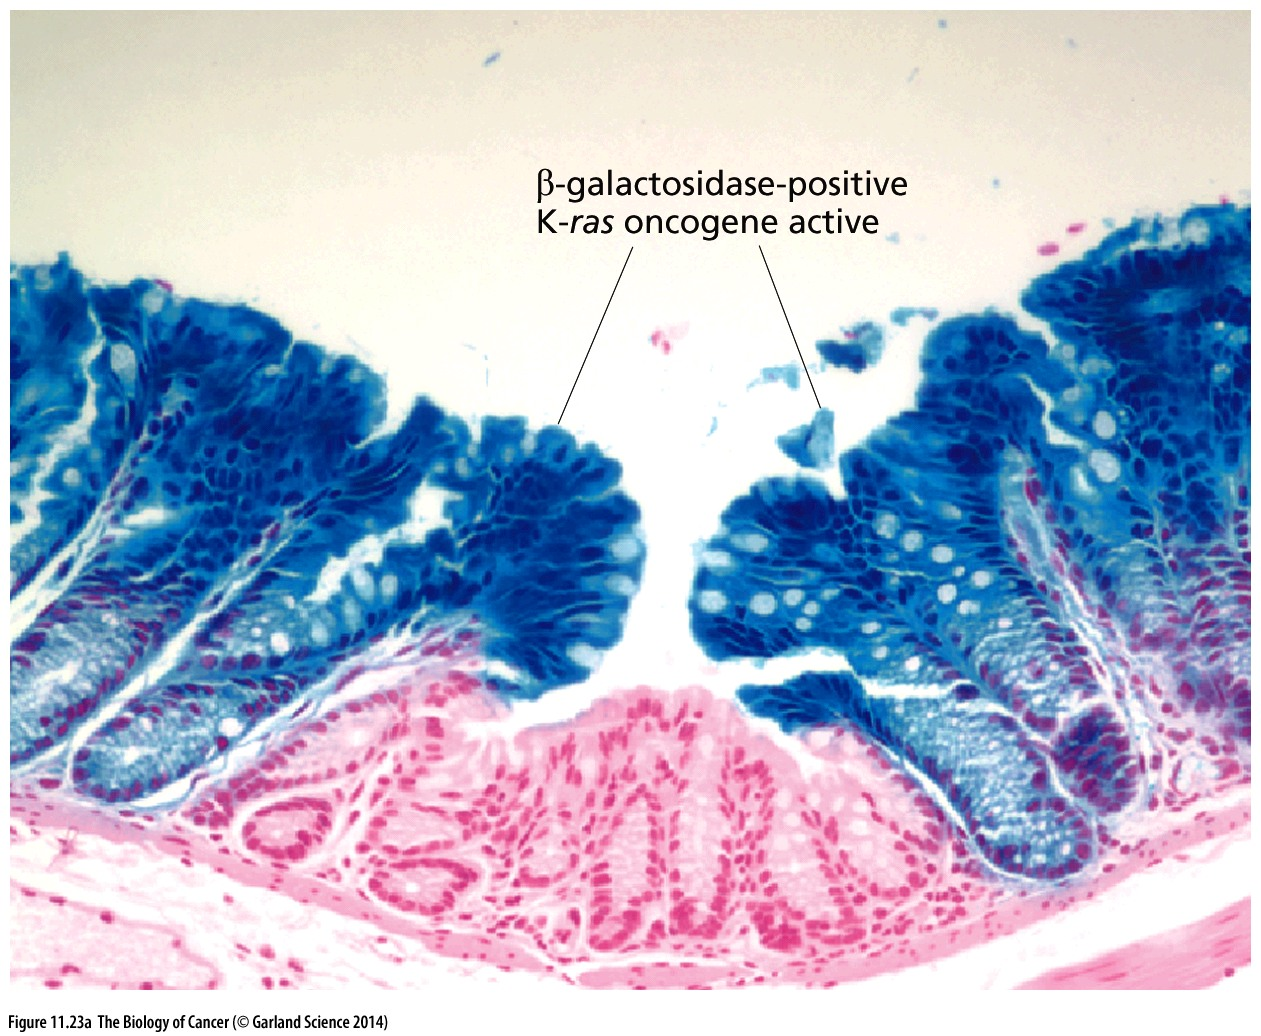 β-galactosidase-positive
K-ras oncogene active
Figure 11.23a The Biology of Cancer (© Garland Science 2014)